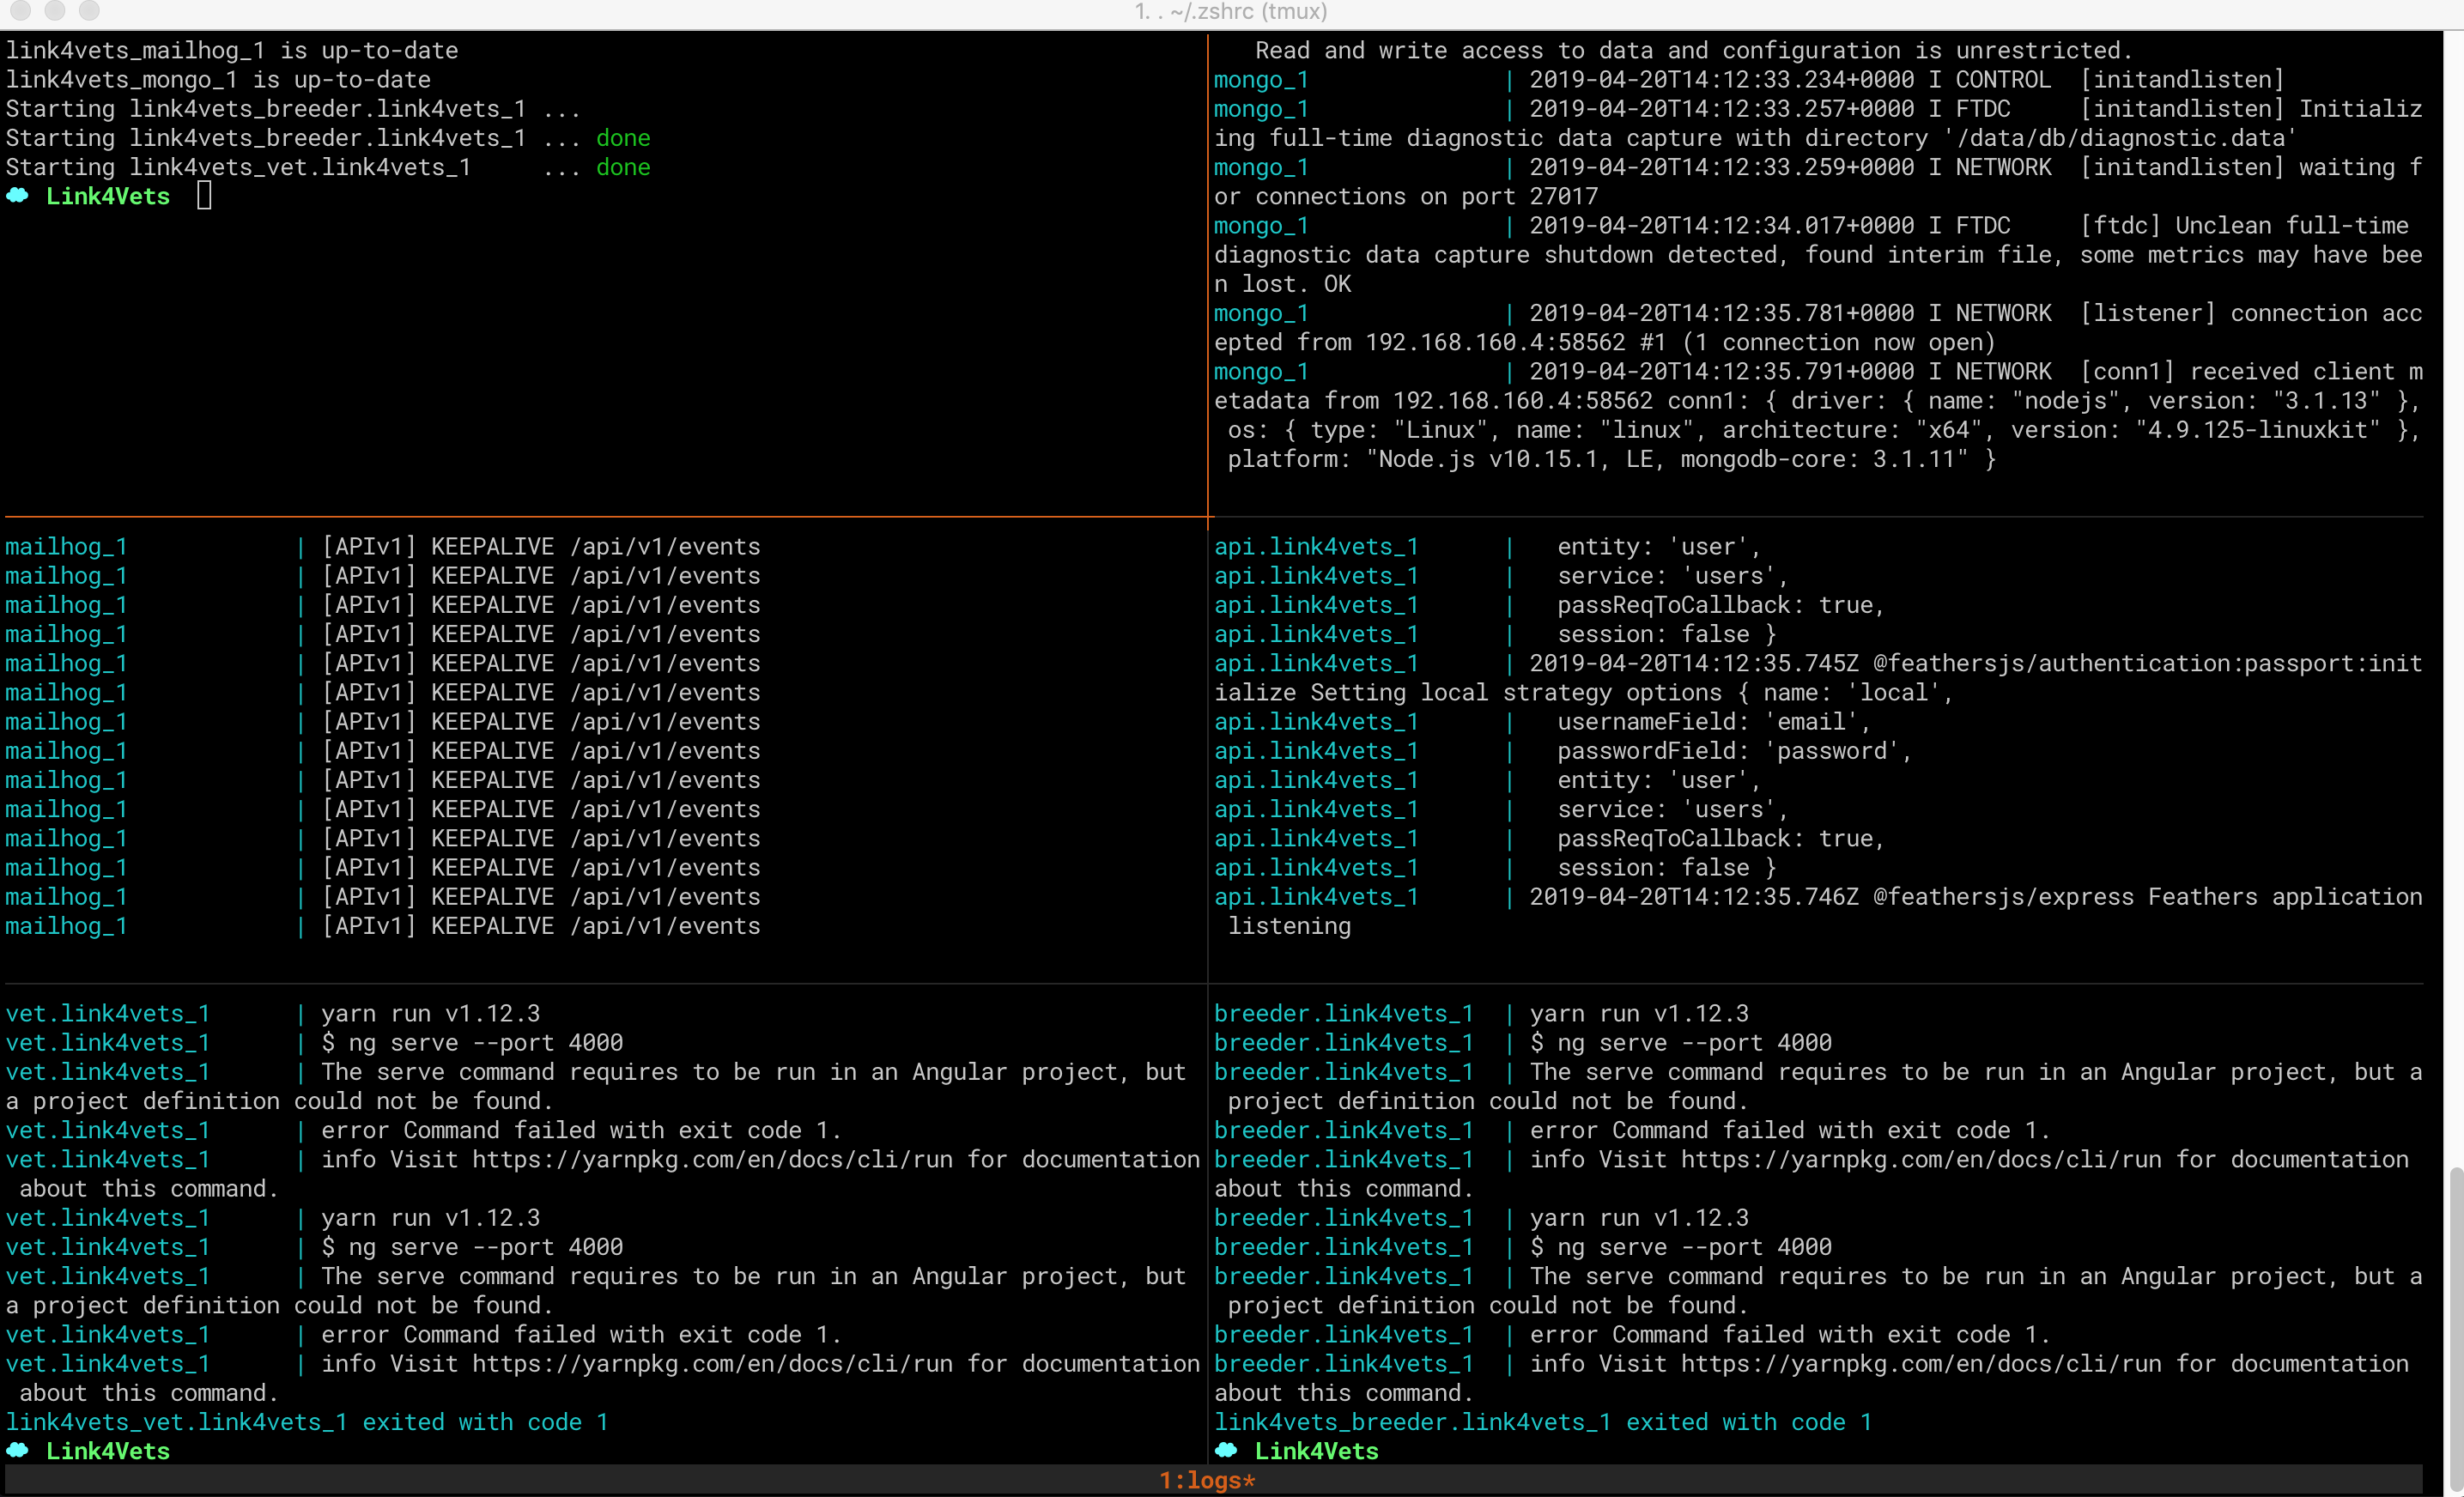 1. . ~/.zshrc (tmux)
link4vets_mailhog_1 is up-to-date
link4vets_mongo_1 is up-to-date
Starting link4vets_breeder.link4vets_1 ...
Starting link4vets_breeder.link4vets_1 ... done
Starting link4vets_vet.link4vets_1     ... done
Link4Vets
Read and write access to data and configuration is unrestricted.
mongo_1              | 2019-04-20T14:12:33.234+0000 I CONTROL  [initandlisten]
mongo_1              | 2019-04-20T14:12:33.257+0000 I FTDC     [initandlisten] Initializ
ing full-time diagnostic data capture with directory '/data/db/diagnostic.data'
mongo_1              | 2019-04-20T14:12:33.259+0000 I NETWORK  [initandlisten] waiting f
or connections on port 27017
mongo_1              | 2019-04-20T14:12:34.017+0000 I FTDC     [ftdc] Unclean full-time
diagnostic data capture shutdown detected, found interim file, some metrics may have bee
n lost. OK
mongo_1              | 2019-04-20T14:12:35.781+0000 I NETWORK  [listener] connection acc
epted from 192.168.160.4:58562 #1 (1 connection now open)
mongo_1              | 2019-04-20T14:12:35.791+0000 I NETWORK  [conn1] received client m
etadata from 192.168.160.4:58562 conn1: { driver: { name: "nodejs", version: "3.1.13" },
 os: { type: "Linux", name: "linux", architecture: "x64", version: "4.9.125-linuxkit" },
 platform: "Node.js v10.15.1, LE, mongodb-core: 3.1.11" }
mailhog_1            | [APIv1] KEEPALIVE /api/v1/events
mailhog_1            | [APIv1] KEEPALIVE /api/v1/events
mailhog_1            | [APIv1] KEEPALIVE /api/v1/events
mailhog_1            | [APIv1] KEEPALIVE /api/v1/events
mailhog_1            | [APIv1] KEEPALIVE /api/v1/events
mailhog_1            | [APIv1] KEEPALIVE /api/v1/events
mailhog_1            | [APIv1] KEEPALIVE /api/v1/events
mailhog_1            | [APIv1] KEEPALIVE /api/v1/events
mailhog_1            | [APIv1] KEEPALIVE /api/v1/events
mailhog_1            | [APIv1] KEEPALIVE /api/v1/events
mailhog_1            | [APIv1] KEEPALIVE /api/v1/events
mailhog_1            | [APIv1] KEEPALIVE /api/v1/events
mailhog_1            | [APIv1] KEEPALIVE /api/v1/events
mailhog_1            | [APIv1] KEEPALIVE /api/v1/events
api.link4vets_1      |   entity: 'user',
api.link4vets_1      |   service: 'users',
api.link4vets_1      |   passReqToCallback: true,
api.link4vets_1      |   session: false }
api.link4vets_1      | 2019-04-20T14:12:35.745Z @feathersjs/authentication:passport:init
ialize Setting local strategy options { name: 'local',
api.link4vets_1      |   usernameField: 'email',
api.link4vets_1      |   passwordField: 'password',
api.link4vets_1      |   entity: 'user',
api.link4vets_1      |   service: 'users',
api.link4vets_1      |   passReqToCallback: true,
api.link4vets_1      |   session: false }
api.link4vets_1      | 2019-04-20T14:12:35.746Z @feathersjs/express Feathers application
 listening
vet.link4vets_1      | yarn run v1.12.3
vet.link4vets_1      | $ ng serve --port 4000
vet.link4vets_1      | The serve command requires to be run in an Angular project, but
a project definition could not be found.
vet.link4vets_1      | error Command failed with exit code 1.
vet.link4vets_1      | info Visit https://yarnpkg.com/en/docs/cli/run for documentation
 about this command.
vet.link4vets_1      | yarn run v1.12.3
vet.link4vets_1      | $ ng serve --port 4000
vet.link4vets_1      | The serve command requires to be run in an Angular project, but
a project definition could not be found.
vet.link4vets_1      | error Command failed with exit code 1.
vet.link4vets_1      | info Visit https://yarnpkg.com/en/docs/cli/run for documentation
 about this command.
link4vets_vet.link4vets_1 exited with code 1
Link4Vets
breeder.link4vets_1  | yarn run v1.12.3
breeder.link4vets_1  | $ ng serve --port 4000
breeder.link4vets_1  | The serve command requires to be run in an Angular project, but a
 project definition could not be found.
breeder.link4vets_1  | error Command failed with exit code 1.
breeder.link4vets_1  | info Visit https://yarnpkg.com/en/docs/cli/run for documentation
about this command.
breeder.link4vets_1  | yarn run v1.12.3
breeder.link4vets_1  | $ ng serve --port 4000
breeder.link4vets_1  | The serve command requires to be run in an Angular project, but a
 project definition could not be found.
breeder.link4vets_1  | error Command failed with exit code 1.
breeder.link4vets_1  | info Visit https://yarnpkg.com/en/docs/cli/run for documentation
about this command.
link4vets_breeder.link4vets_1 exited with code 1
Link4Vets
1:logs*